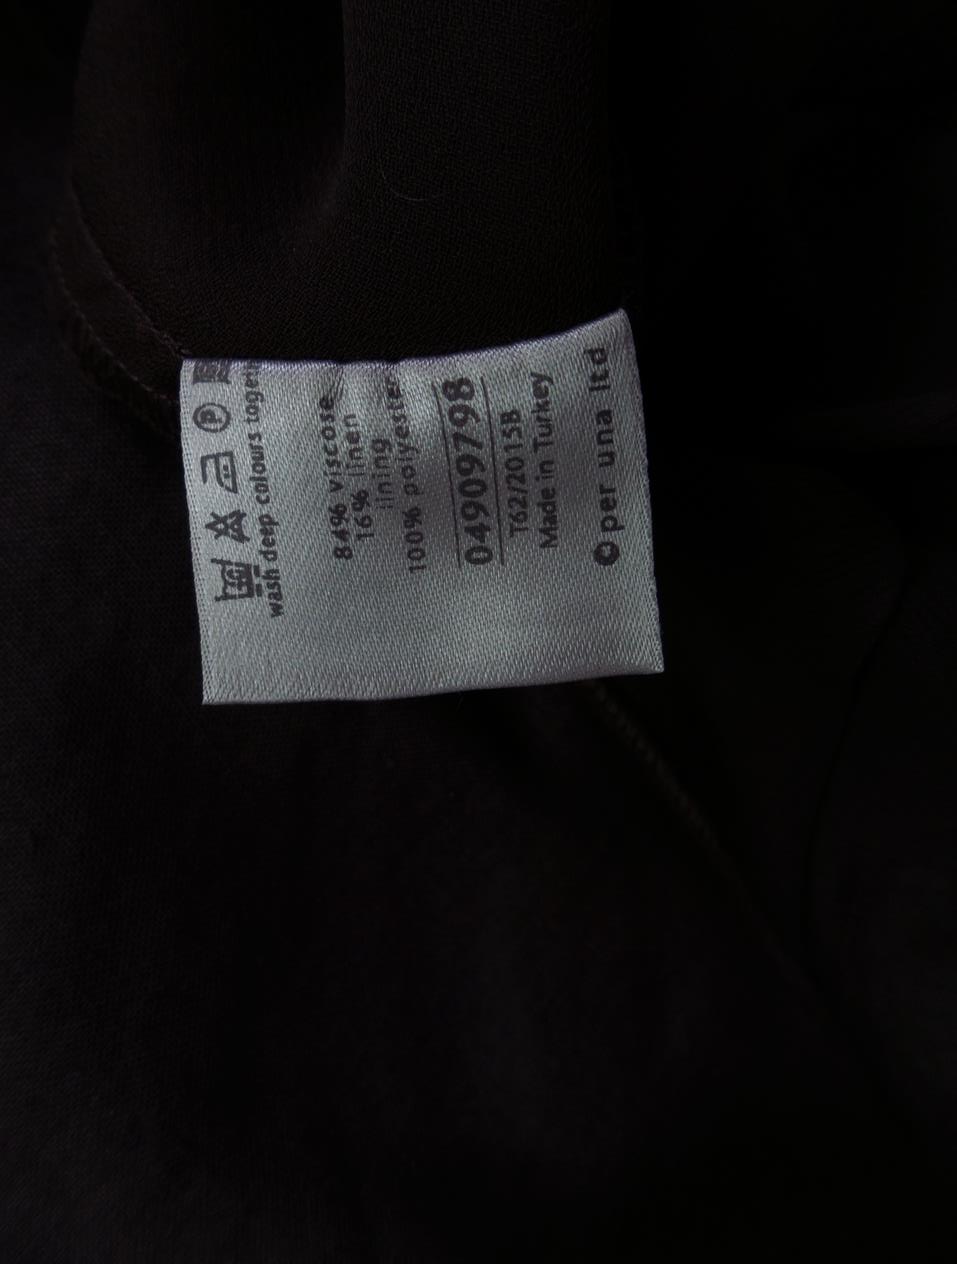 wash deep colours together
84% viscose
16% linen
lining
100% polyester
04909798
T62/2015B
Made in Turkey
© per una ltd